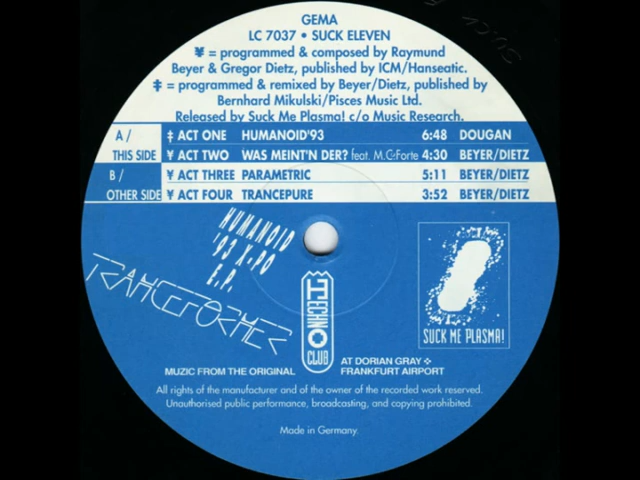 GEMA
LC 7037 • SUCK ELEVEN
¥ = programmed & composed by Raymund
Beyer & Gregor Dietz, published by ICM/Hanseatic.
‡ = programmed & remixed by Beyer/Dietz, published by
Bernhard Mikulski/Pisces Music Ltd.
Released by Suck Me Plasma! c/o Music Research.
A / ‡ ACT ONE HUMANOID'93 6:48 DOUGAN
THIS SIDE ¥ ACT TWO WAS MEINT'N DER? feat. M.C. Forte 4:30 BEYER/DIETZ
B / ¥ ACT THREE PARAMETRIC 5:11 BEYER/DIETZ
OTHER SIDE ¥ ACT FOUR TRANCEPURE 3:52 BEYER/DIETZ
HUMANOID
'93 X-PO
E.P.
TRANCEFORMER
TECHNO
CLUB
SUCK ME PLASMA!
MUZIC FROM THE ORIGINAL
AT DORIAN GRAY ✣
FRANKFURT AIRPORT
All rights of the manufacturer and of the owner of the recorded work reserved.
Unauthorised public performance, broadcasting, and copying prohibited.
Made in Germany.